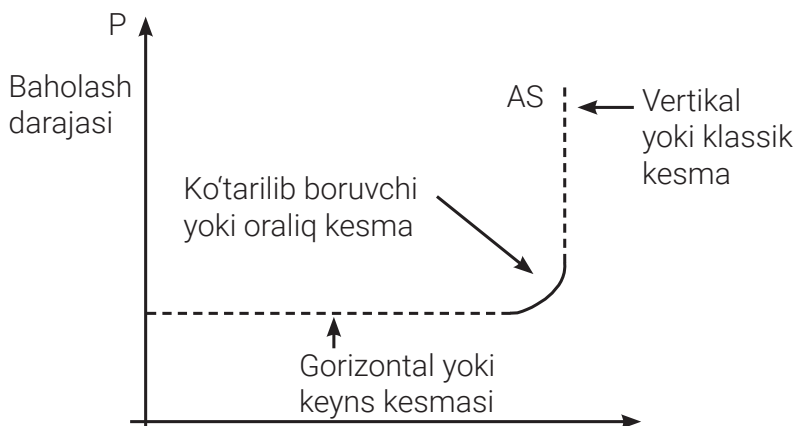 P
Baholash
darajasi
AS
Vertikal
yoki klassik
kesma
Ko‘tarilib boruvchi
yoki oraliq kesma
Gorizontal yoki
keyns kesmasi